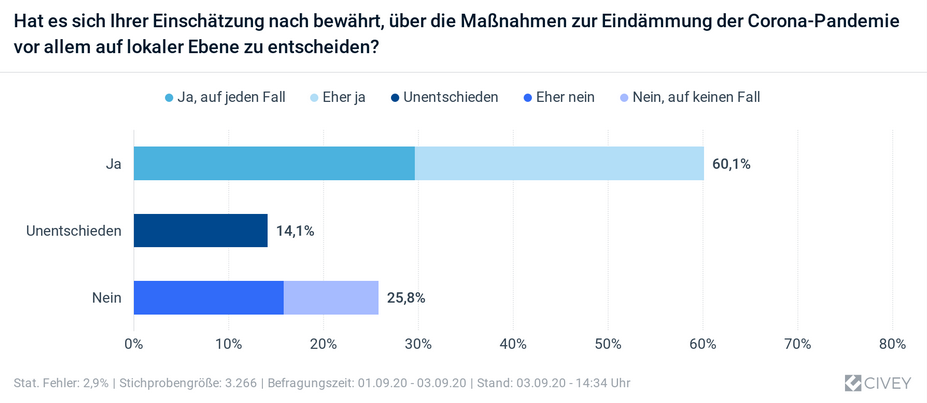 Hat es sich Ihrer Einschätzung nach bewährt, über die Maßnahmen zur Eindämmung der Corona-Pandemie
vor allem auf lokaler Ebene zu entscheiden?
Ja, auf jeden Fall Eher ja Unentschieden Eher nein Nein, auf keinen Fall
Ja 60,1%
Unentschieden 14,1%
Nein 25,8%
0% 10% 20% 30% 40% 50% 60% 70% 80%
Stat. Fehler: 2,9% | Stichprobengröße: 3.266 | Befragungszeit: 01.09.20 - 03.09.20 | Stand: 03.09.20 - 14:34 Uhr
CIVEY